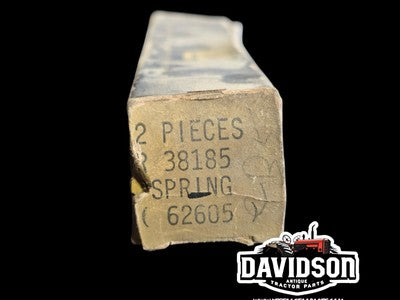 2 PIECES
R 38185
SPRING
( 62605 )
DAVIDSON
ANTIQUE
TRACTOR PARTS